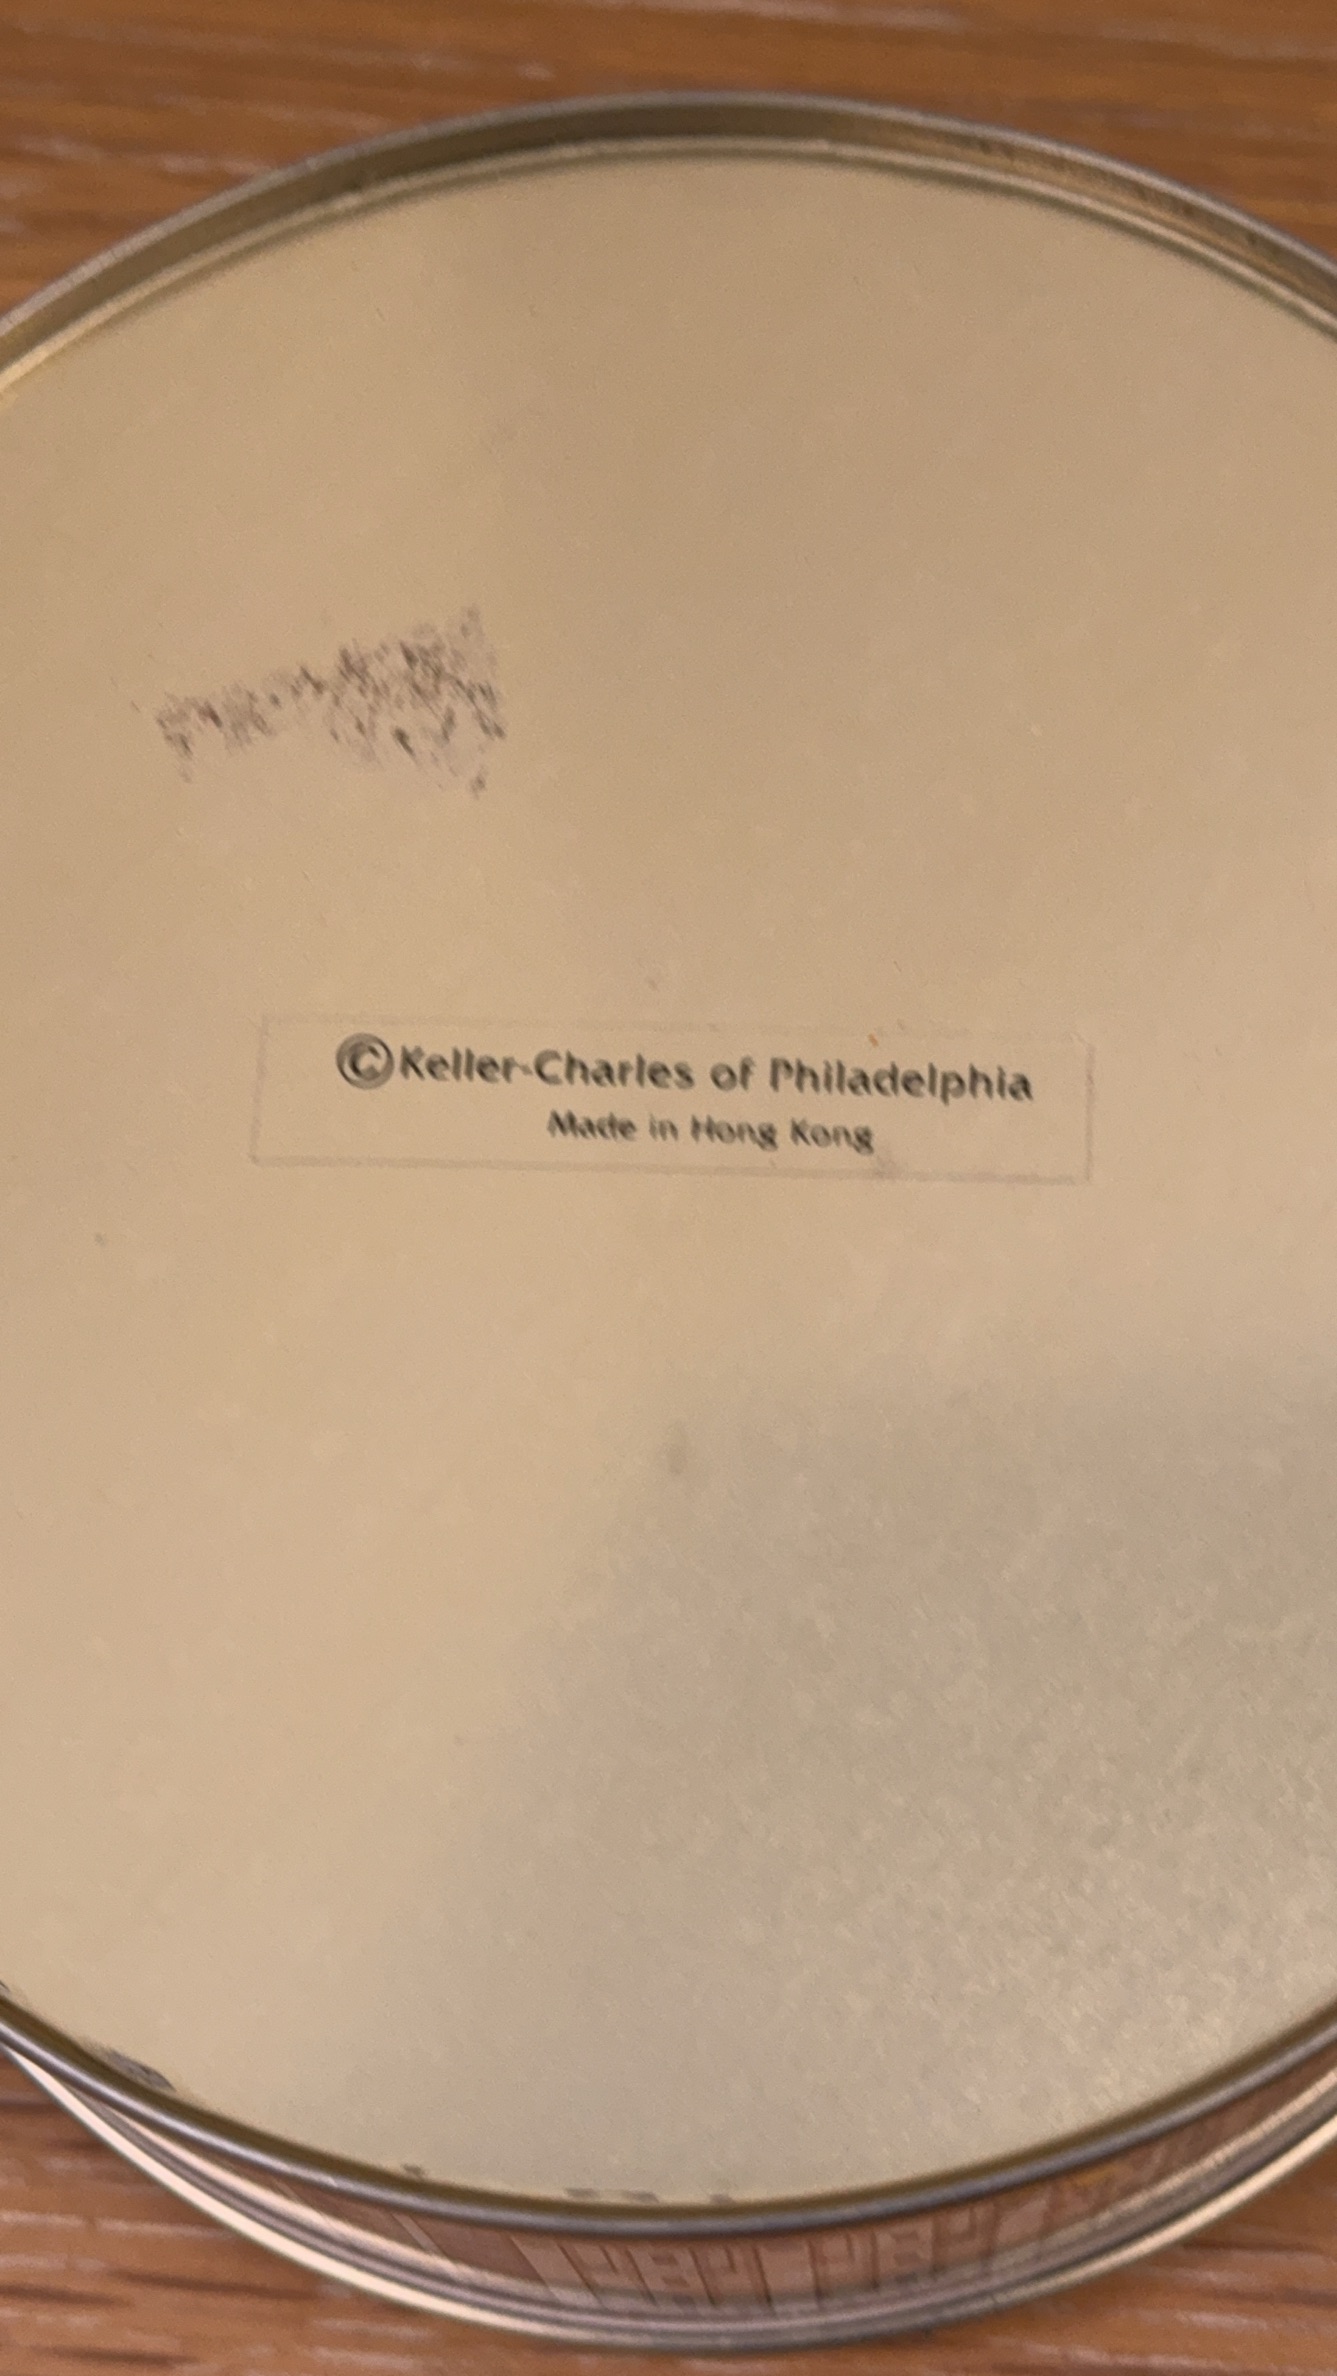 ©Keller-Charles of Philadelphia
Made in Hong Kong